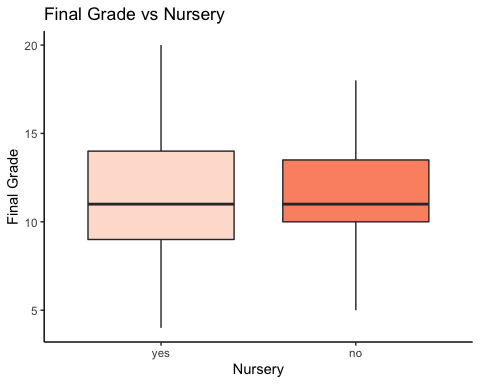 Final Grade vs Nursery
Final Grade
20
15
10
5
yes
no
Nursery